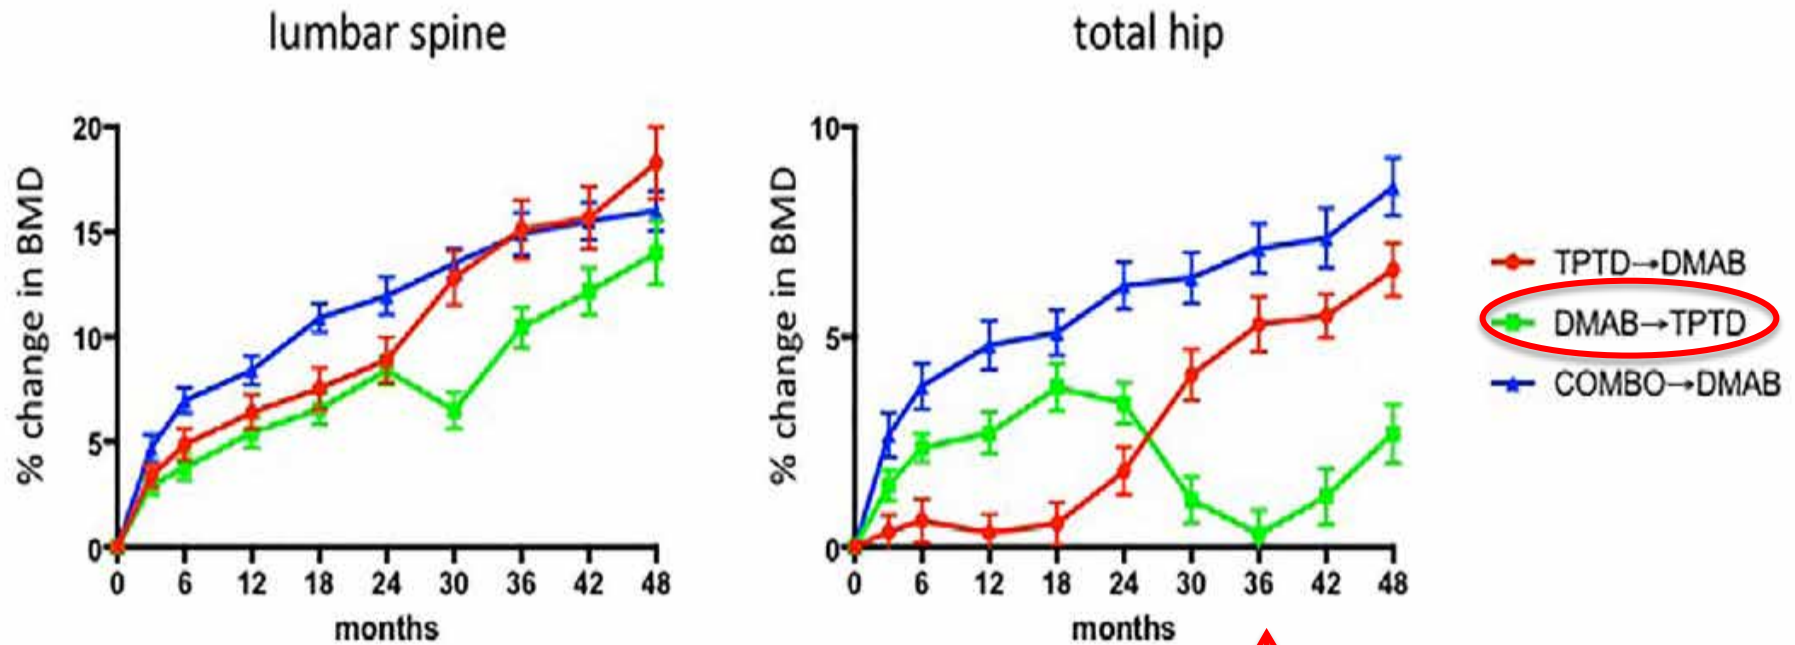 lumbar spine
% change in BMD
20
15
10
5
0
0 6 12 18 24 30 36 42 48
months
total hip
% change in BMD
10
5
0
0 6 12 18 24 30 36 42 48
months
TPTD→DMAB
DMAB→TPTD
COMBO→DMAB